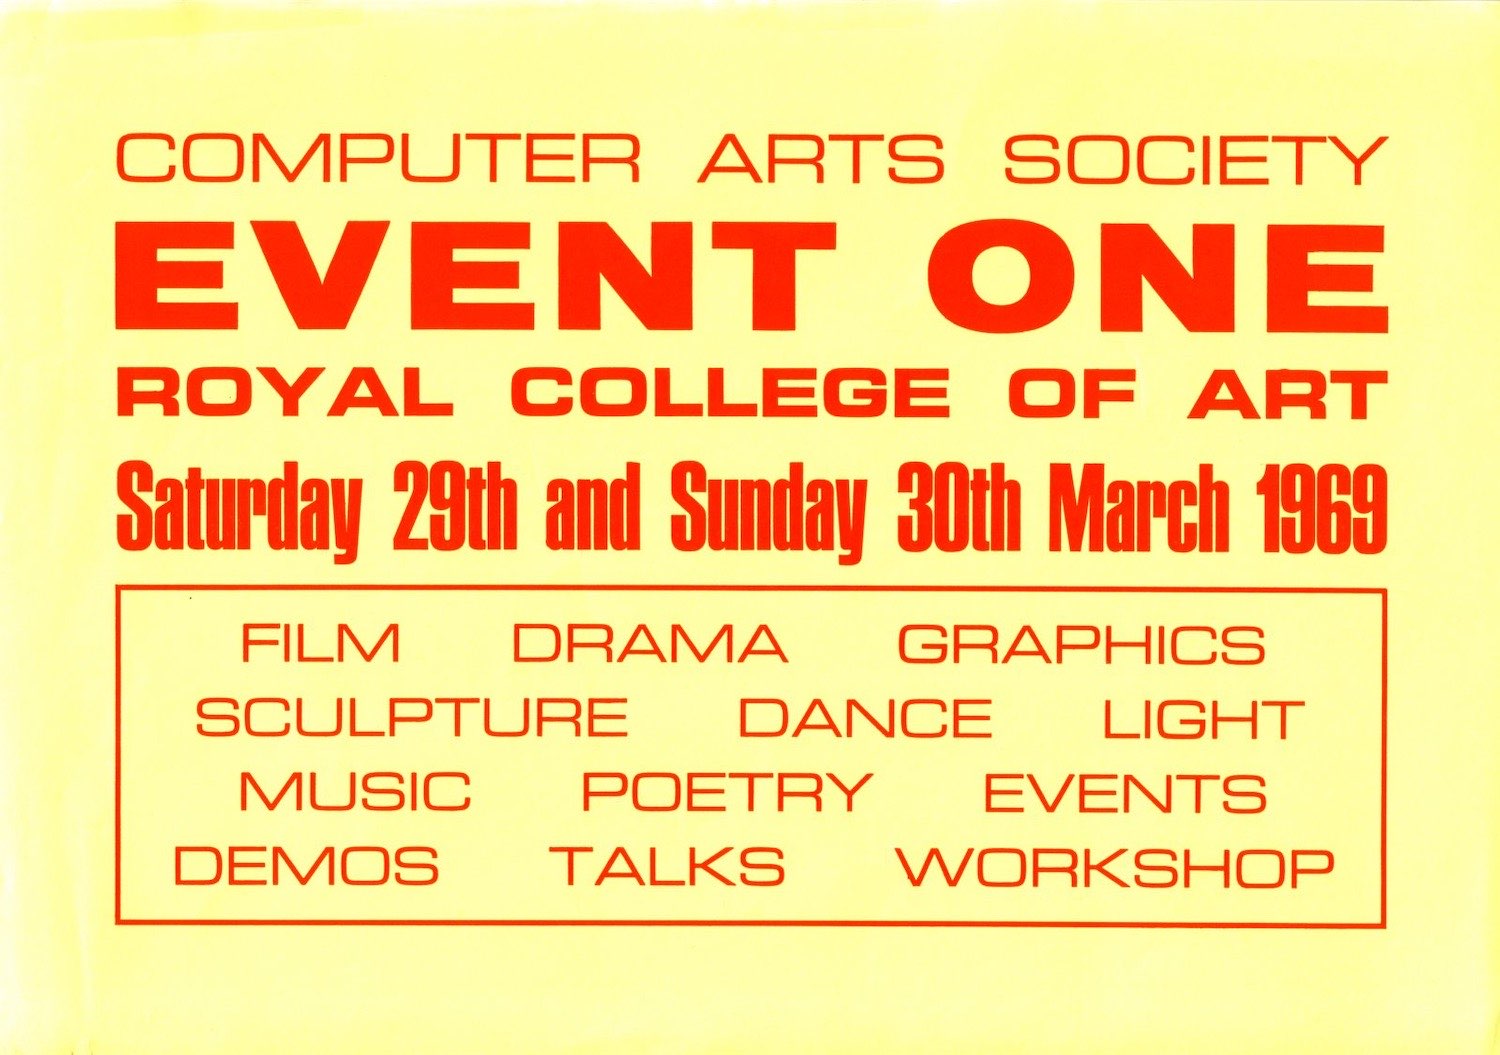 COMPUTER ARTS SOCIETY
EVENT ONE
ROYAL COLLEGE OF ART
Saturday 29th and Sunday 30th March 1969
FILM DRAMA GRAPHICS
SCULPTURE DANCE LIGHT
MUSIC POETRY EVENTS
DEMOS TALKS WORKSHOP